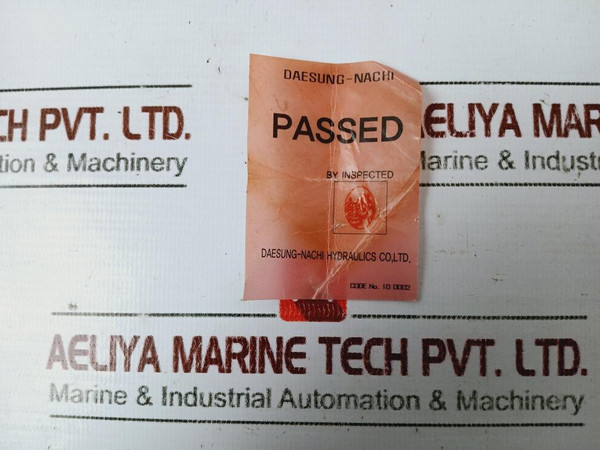 DAESUNG-NACHI
PASSED
BY INSPECTED
DAESUNG-NACHI HYDRAULICS CO,LTD.
CODE No. 10 0002
CH PVT. LTD.
tion & Machinery
AELIYA MAR
Marine & Industri
AELIYA MARINE TECH PVT. LTD.
Marine & Industrial Automation & Machinery